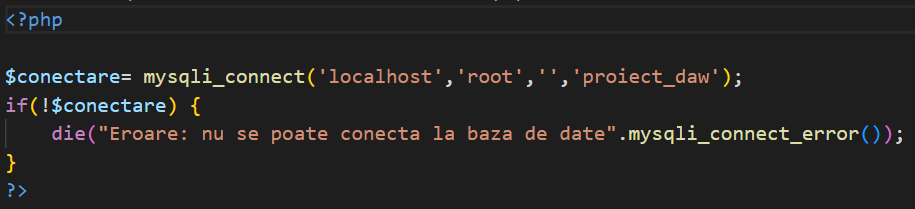 <?php
$conectare= mysqli_connect('localhost','root','','proiect_daw');
if(!$conectare) {
    die("Eroare: nu se poate conecta la baza de date".mysqli_connect_error());
}
?>